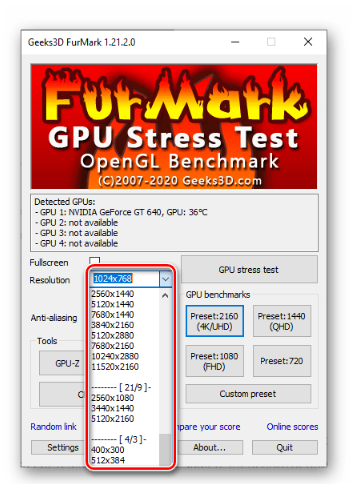 Geeks3D FurMark 1.21.2.0
FurMark
GPU Stress Test
OpenGL Benchmark
(C)2007-2020 Geeks3D.com
Detected GPUs:
- GPU 1: NVIDIA GeForce GT 640, GPU: 36°C
- GPU 2: not available
- GPU 3: not available
- GPU 4: not available
Fullscreen
Resolution
1024x768
2560x1440
5120x1440
7680x1440
3840x2160
5120x2880
7680x2160
10240x2880
11520x2160
-------- [ 21/9 ]-
2560x1080
3440x1440
5120x2160
-------- [ 4/3 ]-
400x300
512x384
Anti-aliasing
Tools
GPU-Z
GPU stress test
GPU benchmarks
Preset:2160
(4K/UHD)
Preset:1440
(QHD)
Preset:1080
(FHD)
Preset:720
Custom preset
Random link
your score
Online scores
Settings
About...
Quit